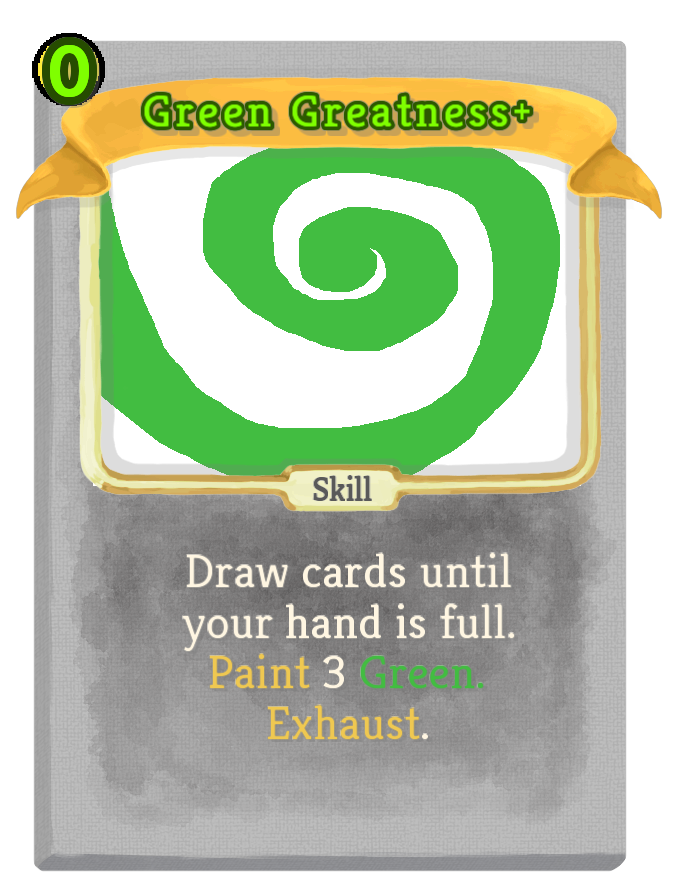 0
Green Greatness+
Skill
Draw cards until
your hand is full.
Paint 3 Green.
Exhaust.